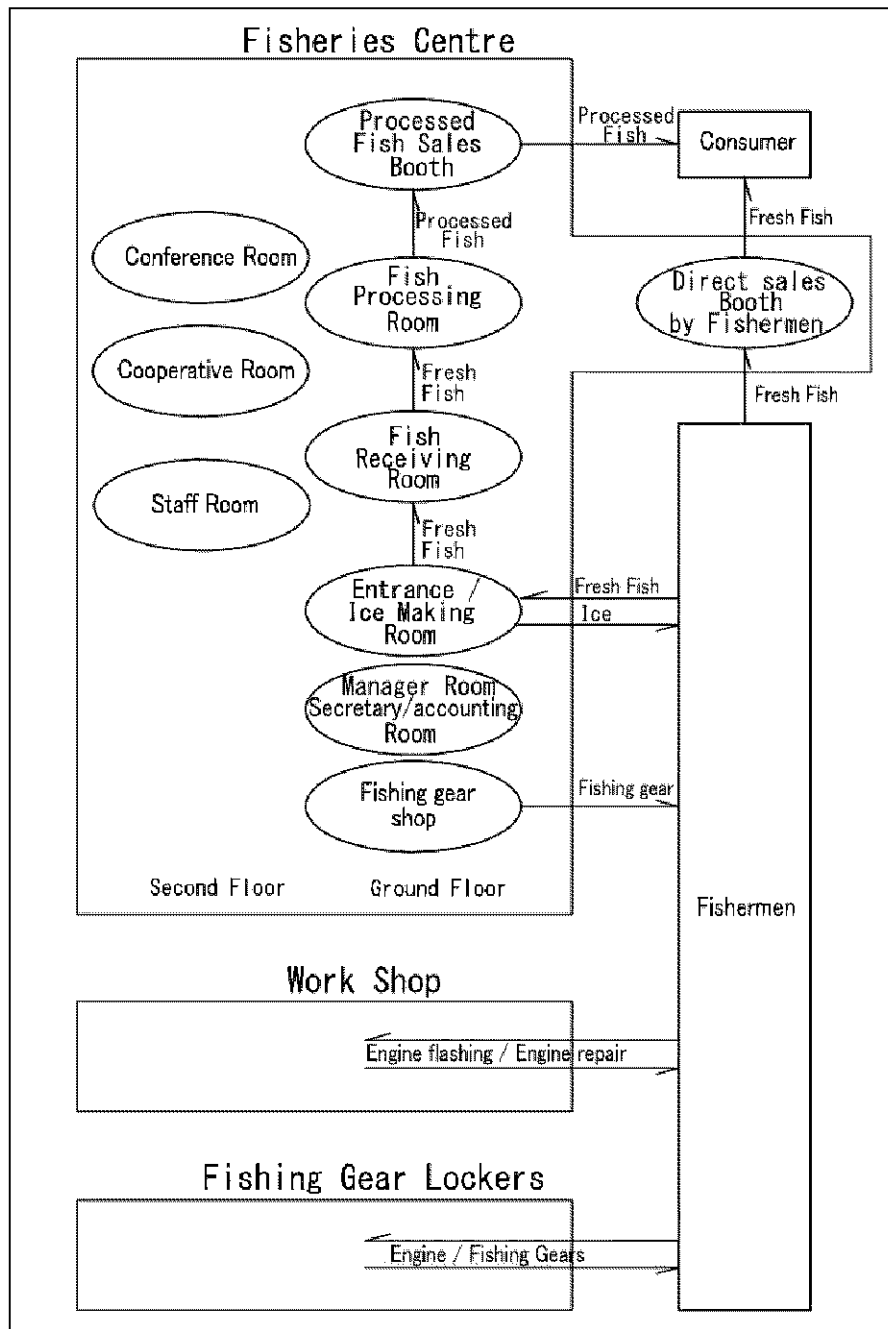 Fisheries Centre
Processed
Fish Sales
Booth
Processed
Fish
Consumer
Processed
Fish
Fresh Fish
Conference Room
Fish
Processing
Room
Direct sales
Booth
by Fishermen
Cooperative Room
Fresh
Fish
Fresh Fish
Fish
Receiving
Room
Staff Room
Fresh
Fish
Entrance /
Ice Making
Room
Fresh Fish
Ice
Manager Room
Secretary/accounting
Room
Fishing gear
shop
Fishing gear
Second Floor
Ground Floor
Fishermen
Work Shop
Engine flashing / Engine repair
Fishing Gear Lockers
Engine / Fishing Gears